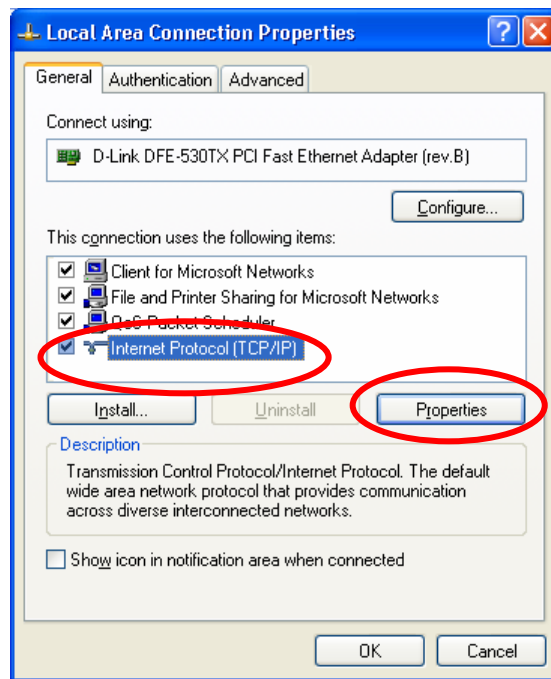 Local Area Connection Properties
General Authentication Advanced
Connect using:
D-Link DFE-530TX PCI Fast Ethernet Adapter (rev.B)
Configure...
This connection uses the following items:
Client for Microsoft Networks
File and Printer Sharing for Microsoft Networks
QoS Packet Scheduler
Internet Protocol (TCP/IP)
Install... Uninstall Properties
Description
Transmission Control Protocol/Internet Protocol. The default
wide area network protocol that provides communication
across diverse interconnected networks.
Show icon in notification area when connected
OK Cancel